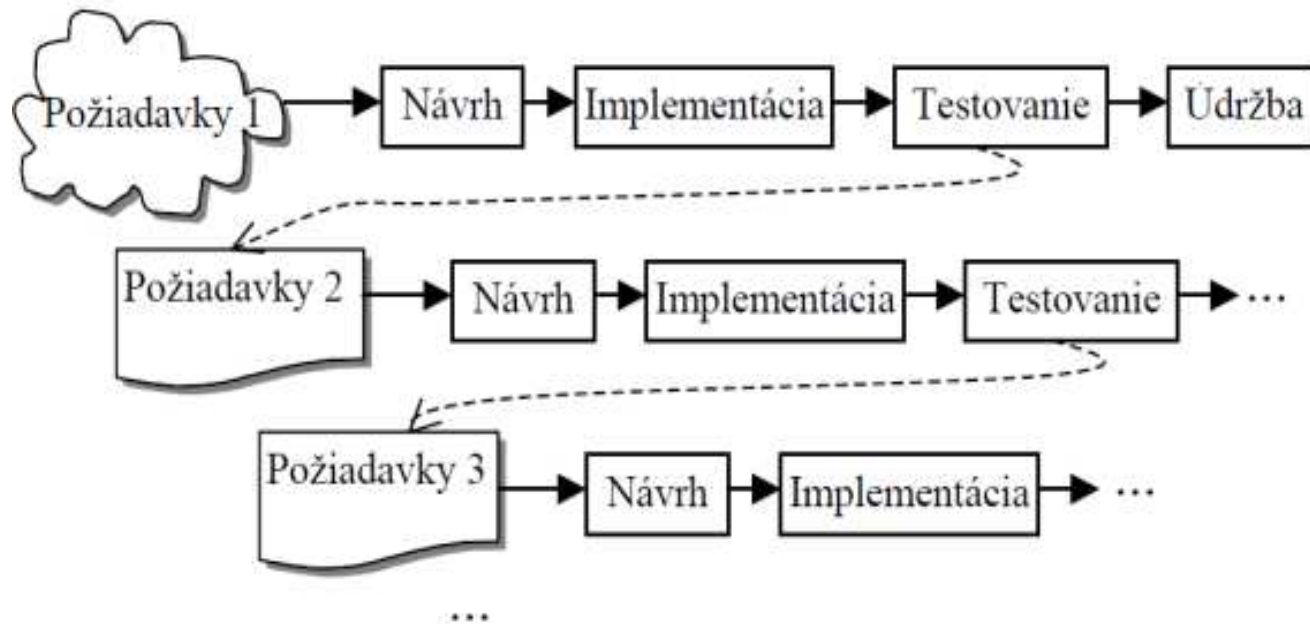 Požiadavky 1 Návrh Implementácia Testovanie Údržba
Požiadavky 2 Návrh Implementácia Testovanie ...
Požiadavky 3 Návrh Implementácia ...
...